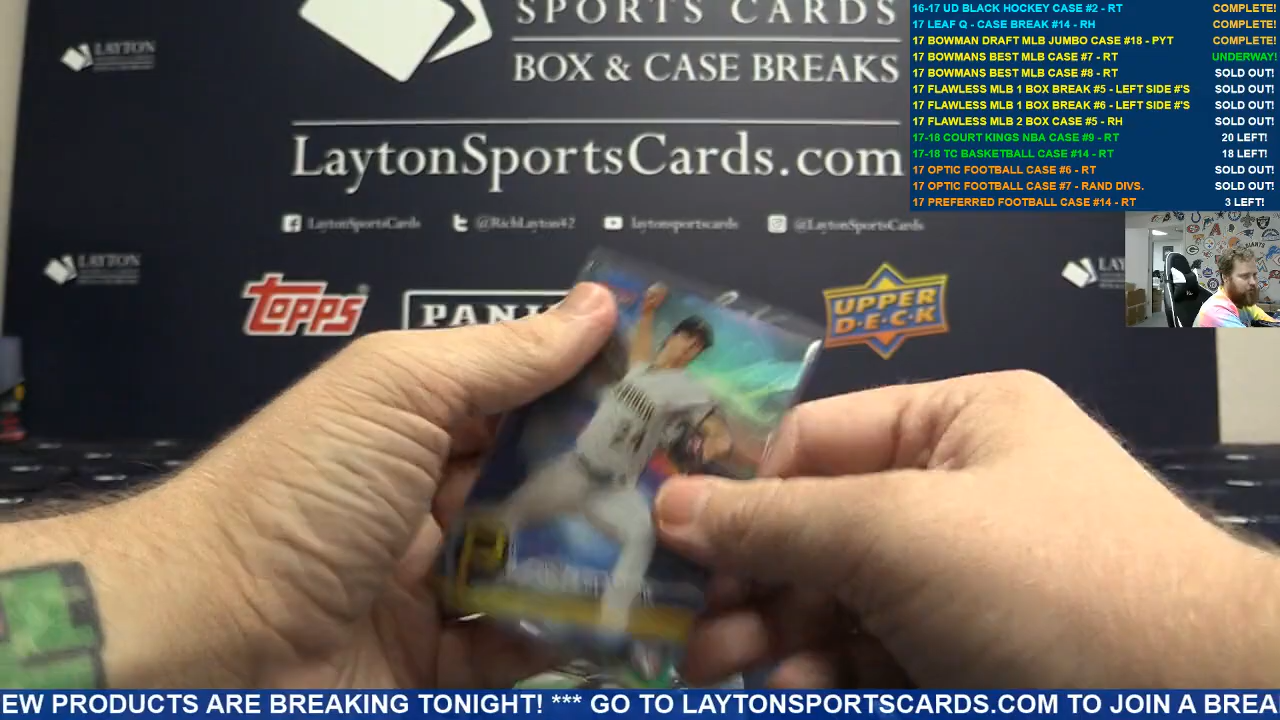 SPORTS CARDS
BOX & CASE BREAKS
LaytonSportsCards.com
LaytonSportsCards
@RichLayton42
laytonsportscards
@LaytonSportsCards
LAYTON
LAYTON
LAY
TOPPS
PANI
UPPER
D·E·C·K
24
16-17 UD BLACK HOCKEY CASE #2 - RT COMPLETE!
17 LEAF Q - CASE BREAK #14 - RH COMPLETE!
17 BOWMAN DRAFT MLB JUMBO CASE #18 - PYT COMPLETE!
17 BOWMANS BEST MLB CASE #7 - RT UNDERWAY!
17 BOWMANS BEST MLB CASE #8 - RT SOLD OUT!
17 FLAWLESS MLB 1 BOX BREAK #5 - LEFT SIDE #'S SOLD OUT!
17 FLAWLESS MLB 1 BOX BREAK #6 - LEFT SIDE #'S SOLD OUT!
17 FLAWLESS MLB 2 BOX CASE #5 - RH SOLD OUT!
17-18 COURT KINGS NBA CASE #9 - RT 20 LEFT!
17-18 TC BASKETBALL CASE #14 - RT 18 LEFT!
17 OPTIC FOOTBALL CASE #6 - RT SOLD OUT!
17 OPTIC FOOTBALL CASE #7 - RAND DIVS. SOLD OUT!
17 PREFERRED FOOTBALL CASE #14 - RT 3 LEFT!
EW PRODUCTS ARE BREAKING TONIGHT! *** GO TO LAYTONSPORTSCARDS.COM TO JOIN A BREA